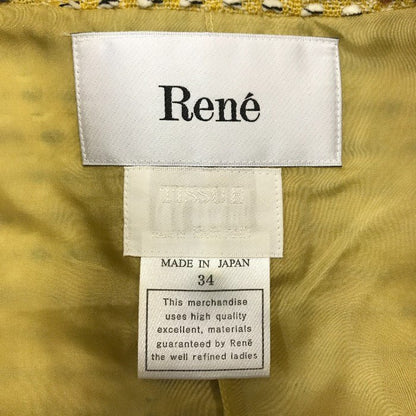 René
TISSUE
MADE IN JAPAN
34
This merchandise
uses high quality
excellent, materials
guaranteed by René
the well refined ladies